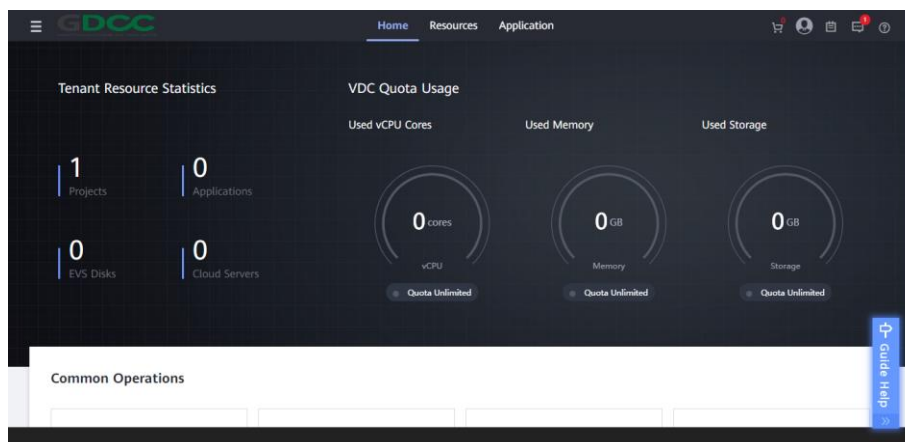 GDCC
Home Resources Application
1
Tenant Resource Statistics
VDC Quota Usage
Used vCPU Cores
Used Memory
Used Storage
1
Projects
0
Applications
0
EVS Disks
0
Cloud Servers
0 cores
vCPU
Quota Unlimited
0 GB
Memory
Quota Unlimited
0 GB
Storage
Quota Unlimited
Guide Help
Common Operations